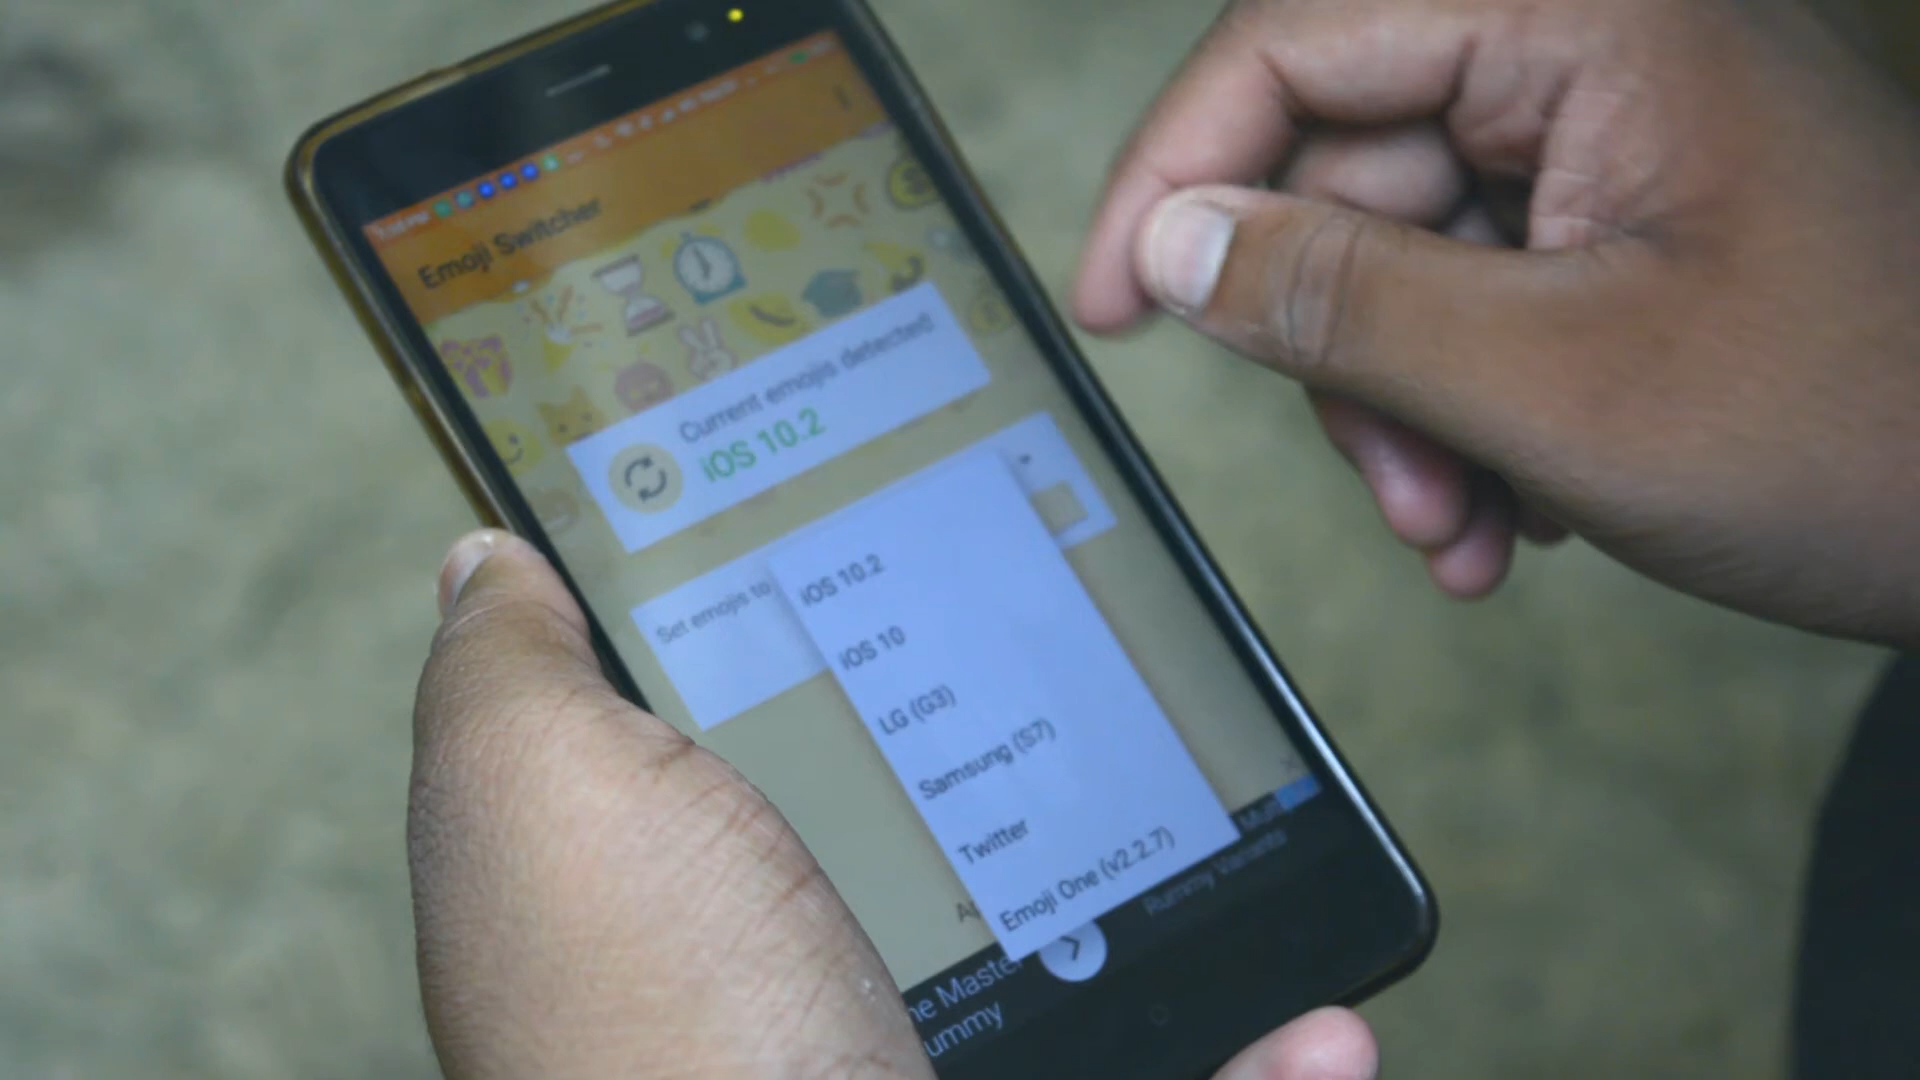 Emoji Switcher
Current emojis detected
iOS 10.2
Set emojis to
iOS 10.2
iOS 10
LG (G3)
Samsung (S7)
Twitter
Emoji One (v2.2.7)
Rummy Variants